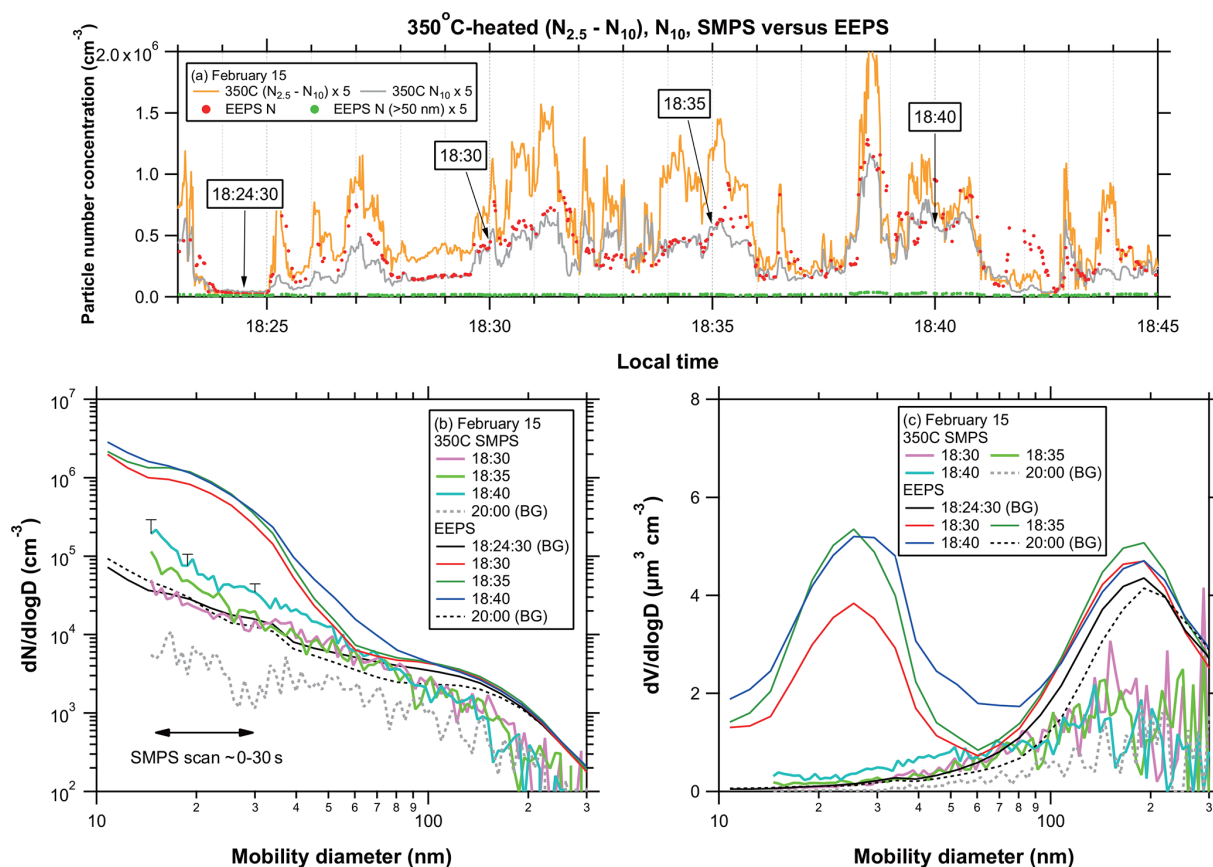 350°C-heated (N2.5 - N10), N10, SMPS versus EEPS
Particle number concentration (cm-3)
2.0x10^6
1.5
1.0
0.5
0.0
(a) February 15
350C (N2.5 - N10) x 5
350C N10 x 5
EEPS N
EEPS N (>50 nm) x 5
18:24:30
18:30
18:35
18:40
18:25
18:30
18:35
18:40
18:45
Local time
dN/dlogD (cm-3)
10^7
10^6
10^5
10^4
10^3
10^2
(b) February 15
350C SMPS
18:30
18:35
18:40
20:00 (BG)
EEPS
18:24:30 (BG)
18:30
18:35
18:40
20:00 (BG)
SMPS scan ~0-30 s
10
2
3
4
5
6
7
8
9
100
2
3
Mobility diameter (nm)
dV/dlogD (μm3 cm-3)
8
6
4
2
0
(c) February 15
350C SMPS
18:30
18:35
18:40
20:00 (BG)
EEPS
18:24:30 (BG)
18:30
18:35
18:40
20:00 (BG)
10
2
3
4
5
6
7
8
9
100
2
3
Mobility diameter (nm)